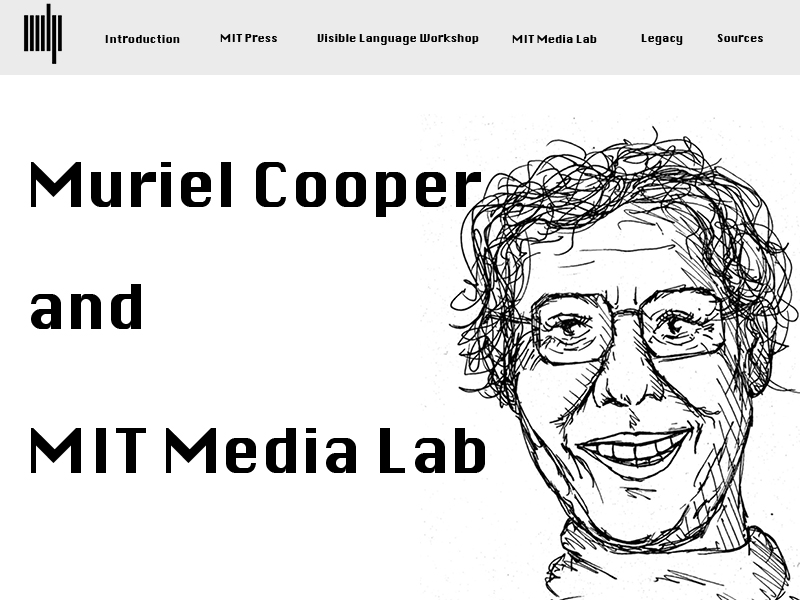 Introduction MIT Press Visible Language Workshop MIT Media Lab Legacy Sources
Muriel Cooper
and
MIT Media Lab